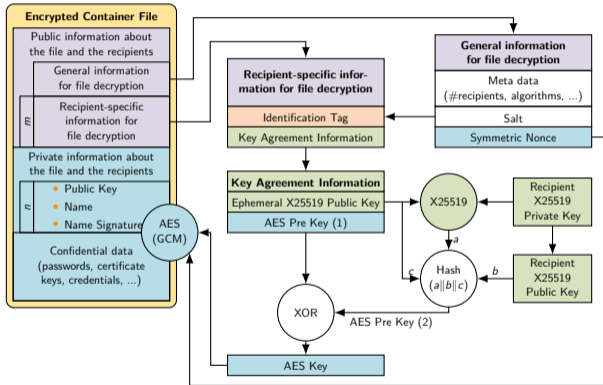 Encrypted Container File
Public information about
the file and the recipients
General information
for file decryption
m
Recipient-specific
information for
file decryption
Private information about
the file and the recipients
n
Public Key
Name
Name Signature
Confidential data
(passwords, certificate
keys, credentials, ...)
AES
(GCM)
Recipient-specific infor-
mation for file decryption
Identification Tag
Key Agreement Information
Key Agreement Information
Ephemeral X25519 Public Key
AES Pre Key (1)
XOR
AES Pre Key (2)
AES Key
General information
for file decryption
Meta data
(#recipients, algorithms, ...)
Salt
Symmetric Nonce
X25519
a
Hash
(a||b||c)
c
b
Recipient
X25519
Private Key
Recipient
X25519
Public Key